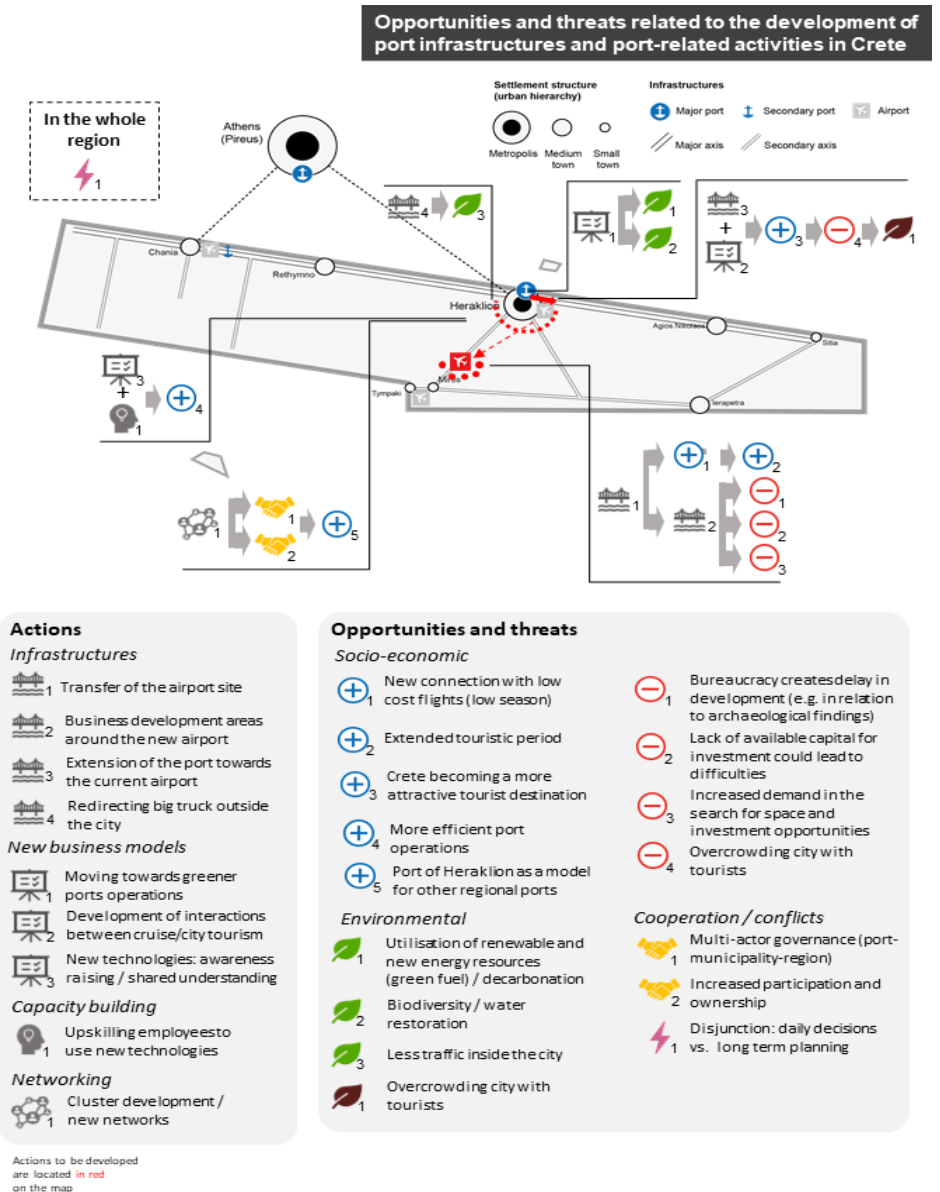 Opportunities and threats related to the development of
port infrastructures and port-related activities in Crete
Settlement structure
(urban hierarchy)
Metropolis
Medium
town
Small
town
Infrastructures
Major port
Secondary port
Airport
Major axis
Secondary axis
In the whole
region
1
Athens
(Pireus)
4
3
1
1
2
3
+
2
3
4
1
Chania
Rethymno
Heraklion
Agios Nikolaos
Sitia
Mires
Tympaki
Ierapetra
3
+
1
4
1
1
2
5
1
1
2
2
1
2
3
Actions
Infrastructures
1 Transfer of the airport site
2 Business development areas
around the new airport
3 Extension of the port towards
the current airport
4 Redirecting big truck outside
the city
New business models
1 Moving towards greener
ports operations
2 Development of interactions
between cruise/city tourism
3 New technologies: awareness
raising / shared understanding
Capacity building
1 Upskilling employees to
use new technologies
Networking
1 Cluster development /
new networks
Opportunities and threats
Socio-economic
1 New connection with low
cost flights (low season)
2 Extended touristic period
3 Crete becoming a more
attractive tourist destination
4 More efficient port
operations
5 Port of Heraklion as a model
for other regional ports
1 Bureaucracy creates delay in
development (e.g. in relation
to archaeological findings)
2 Lack of available capital for
investment could lead to
difficulties
3 Increased demand in the
search for space and
investment opportunities
4 Overcrowding city with
tourists
Environmental
1 Utilisation of renewable and
new energy resources
(green fuel) / decarbonation
2 Biodiversity / water
restoration
3 Less traffic inside the city
1 Overcrowding city with
tourists
Cooperation / conflicts
1 Multi-actor governance (port-
municipality-region)
2 Increased participation and
ownership
1 Disjunction: daily decisions
vs. long term planning
Actions to be developed
are located in red
on the map